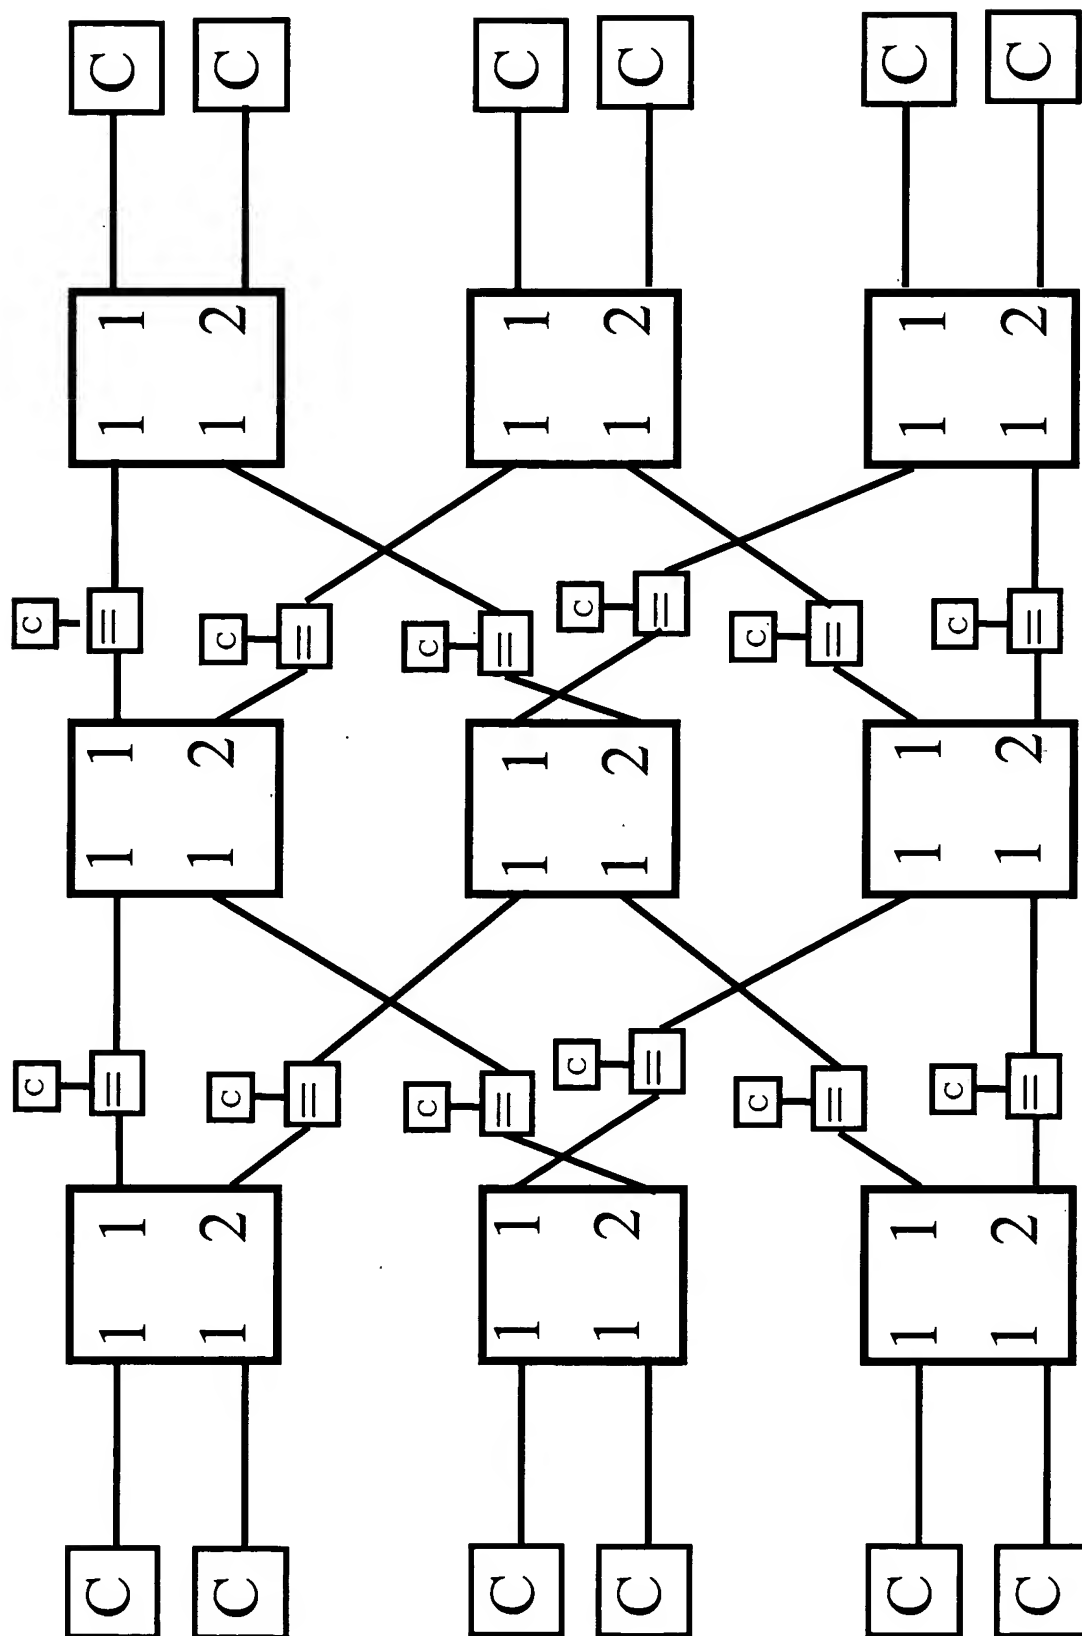 c c
C 1 1 = 1 1 = 1 1 C
C 1 2 c 1 2 c 1 2 C
= =
c c
C 1 1 = 1 1 = 1 1 C
c c
C 1 2 = 1 2 = 1 2 C
c c
= =
C 1 1 c 1 1 c 1 1 C
C 1 2 = 1 2 = 1 2 C